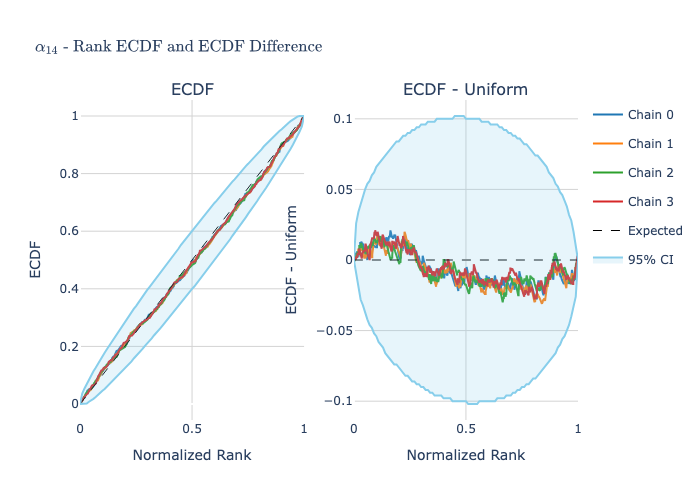 α₁₄ - Rank ECDF and ECDF Difference
ECDF
ECDF - Uniform
1
0.8
0.6
0.4
0.2
0
ECDF
0
0.5
1
Normalized Rank
0.1
0.05
0
−0.05
−0.1
ECDF - Uniform
0
0.5
1
Normalized Rank
Chain 0
Chain 1
Chain 2
Chain 3
Expected
95% CI